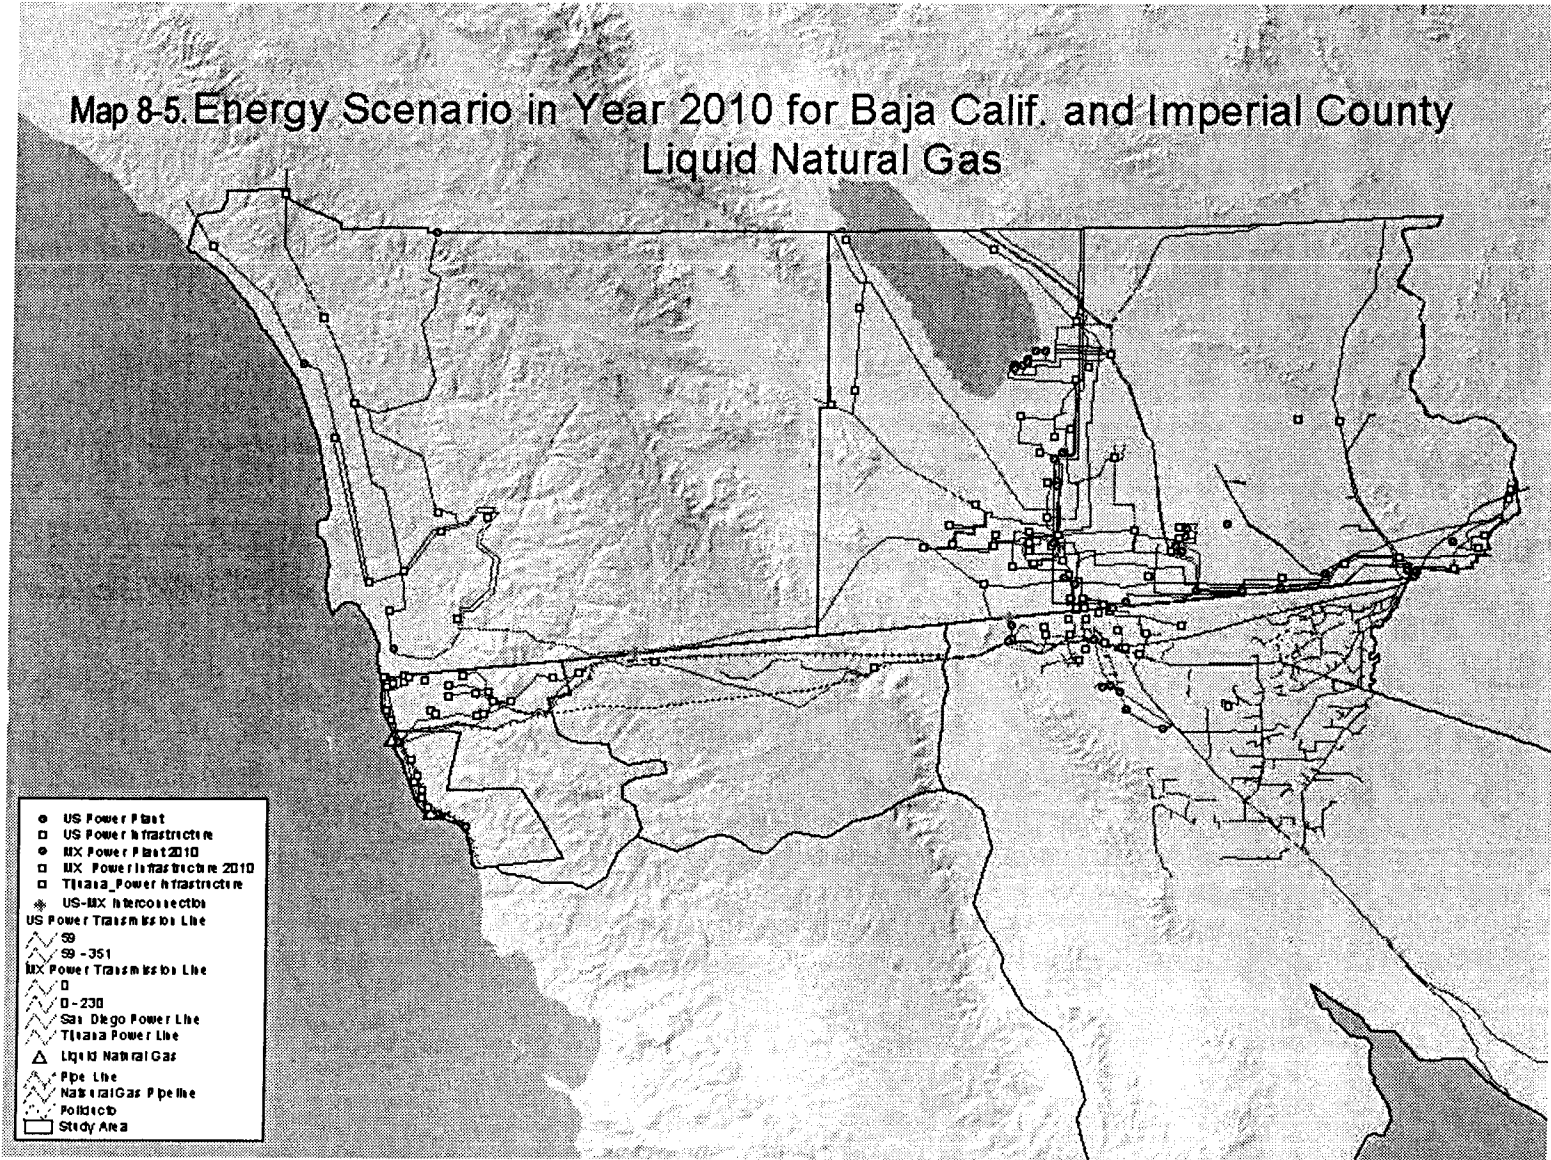 Map 8-5. Energy Scenario in Year 2010 for Baja Calif. and Imperial County
Liquid Natural Gas
US Power Plant
US Power Infrastructure
MX Power Plant 2010
MX Power Infrastructure 2010
Tijuana_Power Infrastructure
US-MX Interconnection
US Power Transmission Line
59
59 - 351
MX Power Transmission Line
0
0 - 230
San Diego Power Line
Tijuana Power Line
Liquid Natural Gas
Pipe Line
Natural Gas Pipeline
Poliducto
Study Area